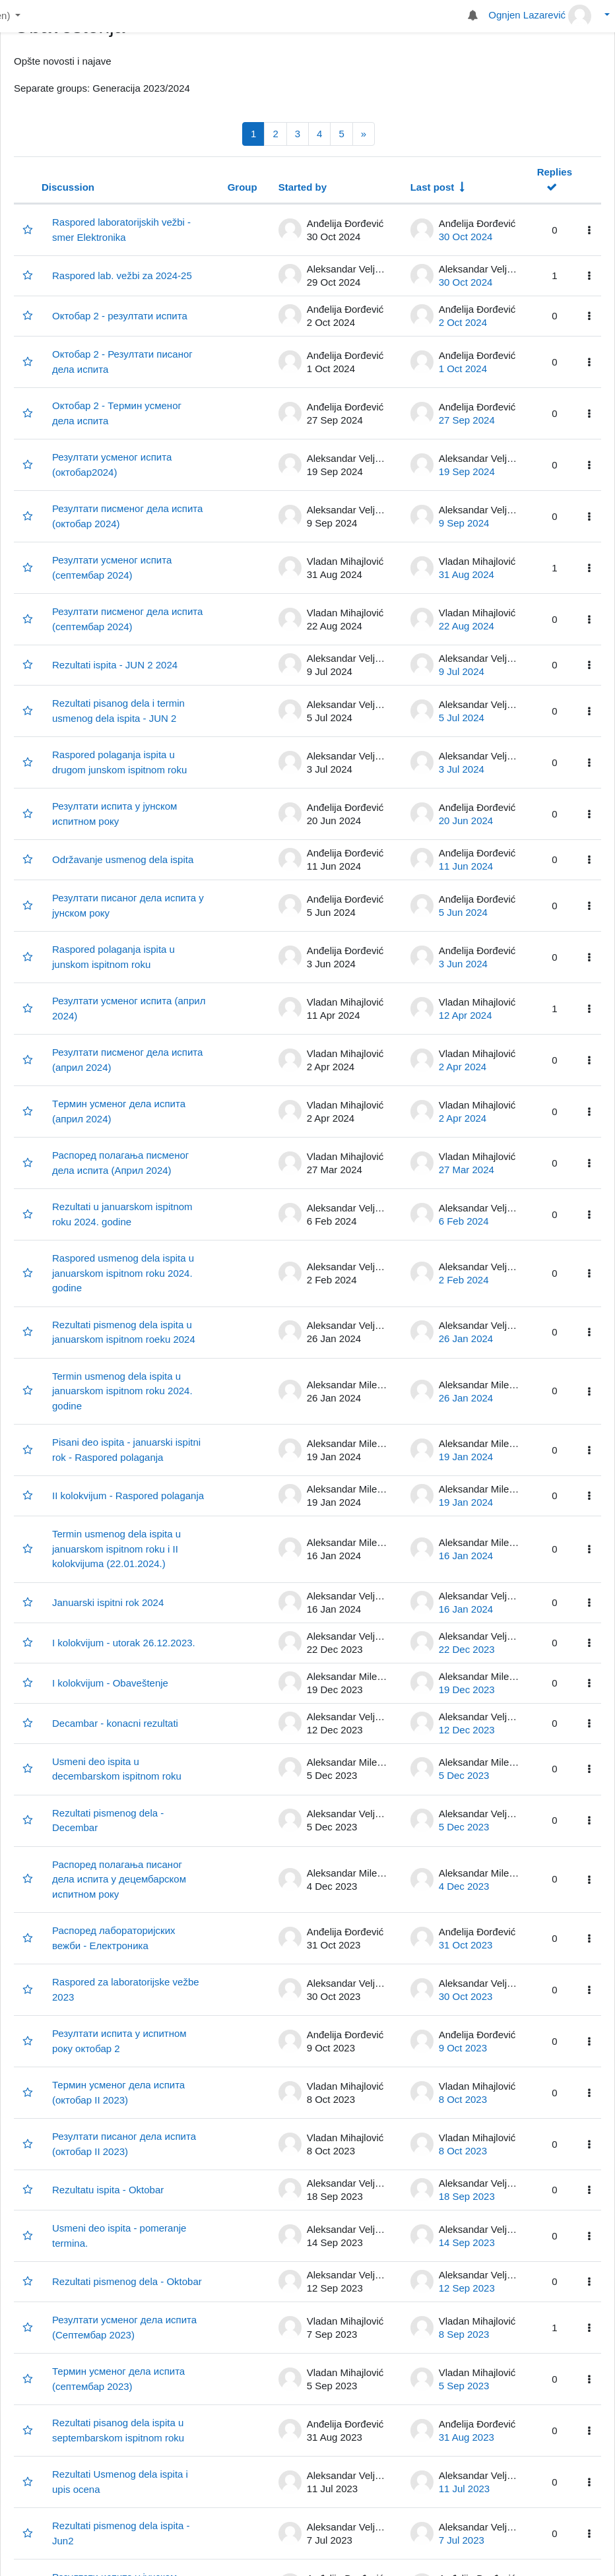 en)
Ognjen Lazarević
Opšte novosti i najave
Separate groups: Generacija 2023/2024
1 2 3 4 5 »
Replies
Discussion Group Started by Last post
Raspored laboratorijskih vežbi -
smer Elektronika
Anđelija Đorđević
30 Oct 2024
Anđelija Đorđević
30 Oct 2024
0
Raspored lab. vežbi za 2024-25
Aleksandar Velj…
29 Oct 2024
Aleksandar Velj…
30 Oct 2024
1
Октобар 2 - резултати испита
Anđelija Đorđević
2 Oct 2024
Anđelija Đorđević
2 Oct 2024
0
Октобар 2 - Резултати писаног
дела испита
Anđelija Đorđević
1 Oct 2024
Anđelija Đorđević
1 Oct 2024
0
Октобар 2 - Термин усменог
дела испита
Anđelija Đorđević
27 Sep 2024
Anđelija Đorđević
27 Sep 2024
0
Резултати усменог испита
(октобар2024)
Aleksandar Velj…
19 Sep 2024
Aleksandar Velj…
19 Sep 2024
0
Резултати писменог дела испита
(октобар 2024)
Aleksandar Velj…
9 Sep 2024
Aleksandar Velj…
9 Sep 2024
0
Резултати усменог испита
(септембар 2024)
Vladan Mihajlović
31 Aug 2024
Vladan Mihajlović
31 Aug 2024
1
Резултати писменог дела испита
(септембар 2024)
Vladan Mihajlović
22 Aug 2024
Vladan Mihajlović
22 Aug 2024
0
Rezultati ispita - JUN 2 2024
Aleksandar Velj…
9 Jul 2024
Aleksandar Velj…
9 Jul 2024
0
Rezultati pisanog dela i termin
usmenog dela ispita - JUN 2
Aleksandar Velj…
5 Jul 2024
Aleksandar Velj…
5 Jul 2024
0
Raspored polaganja ispita u
drugom junskom ispitnom roku
Aleksandar Velj…
3 Jul 2024
Aleksandar Velj…
3 Jul 2024
0
Резултати испита у јунском
испитном року
Anđelija Đorđević
20 Jun 2024
Anđelija Đorđević
20 Jun 2024
0
Održavanje usmenog dela ispita
Anđelija Đorđević
11 Jun 2024
Anđelija Đorđević
11 Jun 2024
0
Резултати писаног дела испита у
јунском року
Anđelija Đorđević
5 Jun 2024
Anđelija Đorđević
5 Jun 2024
0
Raspored polaganja ispita u
junskom ispitnom roku
Anđelija Đorđević
3 Jun 2024
Anđelija Đorđević
3 Jun 2024
0
Резултати усменог испита (април
2024)
Vladan Mihajlović
11 Apr 2024
Vladan Mihajlović
12 Apr 2024
1
Резултати писменог дела испита
(април 2024)
Vladan Mihajlović
2 Apr 2024
Vladan Mihajlović
2 Apr 2024
0
Термин усменог дела испита
(април 2024)
Vladan Mihajlović
2 Apr 2024
Vladan Mihajlović
2 Apr 2024
0
Распоред полагања писменог
дела испита (Април 2024)
Vladan Mihajlović
27 Mar 2024
Vladan Mihajlović
27 Mar 2024
0
Rezultati u januarskom ispitnom
roku 2024. godine
Aleksandar Velj…
6 Feb 2024
Aleksandar Velj…
6 Feb 2024
0
Raspored usmenog dela ispita u
januarskom ispitnom roku 2024.
godine
Aleksandar Velj…
2 Feb 2024
Aleksandar Velj…
2 Feb 2024
0
Rezultati pismenog dela ispita u
januarskom ispitnom roeku 2024
Aleksandar Velj…
26 Jan 2024
Aleksandar Velj…
26 Jan 2024
0
Termin usmenog dela ispita u
januarskom ispitnom roku 2024.
godine
Aleksandar Mile…
26 Jan 2024
Aleksandar Mile…
26 Jan 2024
0
Pisani deo ispita - januarski ispitni
rok - Raspored polaganja
Aleksandar Mile…
19 Jan 2024
Aleksandar Mile…
19 Jan 2024
0
II kolokvijum - Raspored polaganja
Aleksandar Mile…
19 Jan 2024
Aleksandar Mile…
19 Jan 2024
0
Termin usmenog dela ispita u
januarskom ispitnom roku i II
kolokvijuma (22.01.2024.)
Aleksandar Mile…
16 Jan 2024
Aleksandar Mile…
16 Jan 2024
0
Januarski ispitni rok 2024
Aleksandar Velj…
16 Jan 2024
Aleksandar Velj…
16 Jan 2024
0
I kolokvijum - utorak 26.12.2023.
Aleksandar Velj…
22 Dec 2023
Aleksandar Velj…
22 Dec 2023
0
I kolokvijum - Obaveštenje
Aleksandar Mile…
19 Dec 2023
Aleksandar Mile…
19 Dec 2023
0
Decambar - konacni rezultati
Aleksandar Velj…
12 Dec 2023
Aleksandar Velj…
12 Dec 2023
0
Usmeni deo ispita u
decembarskom ispitnom roku
Aleksandar Mile…
5 Dec 2023
Aleksandar Mile…
5 Dec 2023
0
Rezultati pismenog dela -
Decembar
Aleksandar Velj…
5 Dec 2023
Aleksandar Velj…
5 Dec 2023
0
Распоред полагања писаног
дела испита у децембарском
испитном року
Aleksandar Mile…
4 Dec 2023
Aleksandar Mile…
4 Dec 2023
0
Распоред лабораторијских
вежби - Електроника
Anđelija Đorđević
31 Oct 2023
Anđelija Đorđević
31 Oct 2023
0
Raspored za laboratorijske vežbe
2023
Aleksandar Velj…
30 Oct 2023
Aleksandar Velj…
30 Oct 2023
0
Резултати испита у испитном
року октобар 2
Anđelija Đorđević
9 Oct 2023
Anđelija Đorđević
9 Oct 2023
0
Термин усменог дела испита
(октобар II 2023)
Vladan Mihajlović
8 Oct 2023
Vladan Mihajlović
8 Oct 2023
0
Резултати писаног дела испита
(октобар II 2023)
Vladan Mihajlović
8 Oct 2023
Vladan Mihajlović
8 Oct 2023
0
Rezultatu ispita - Oktobar
Aleksandar Velj…
18 Sep 2023
Aleksandar Velj…
18 Sep 2023
0
Usmeni deo ispita - pomeranje
termina.
Aleksandar Velj…
14 Sep 2023
Aleksandar Velj…
14 Sep 2023
0
Rezultati pismenog dela - Oktobar
Aleksandar Velj…
12 Sep 2023
Aleksandar Velj…
12 Sep 2023
0
Резултати усменог дела испита
(Септембар 2023)
Vladan Mihajlović
7 Sep 2023
Vladan Mihajlović
8 Sep 2023
1
Термин усменог дела испита
(септембар 2023)
Vladan Mihajlović
5 Sep 2023
Vladan Mihajlović
5 Sep 2023
0
Rezultati pisanog dela ispita u
septembarskom ispitnom roku
Anđelija Đorđević
31 Aug 2023
Anđelija Đorđević
31 Aug 2023
0
Rezultati Usmenog dela ispita i
upis ocena
Aleksandar Velj…
11 Jul 2023
Aleksandar Velj…
11 Jul 2023
0
Rezultati pismenog dela ispita -
Jun2
Aleksandar Velj…
7 Jul 2023
Aleksandar Velj…
7 Jul 2023
0